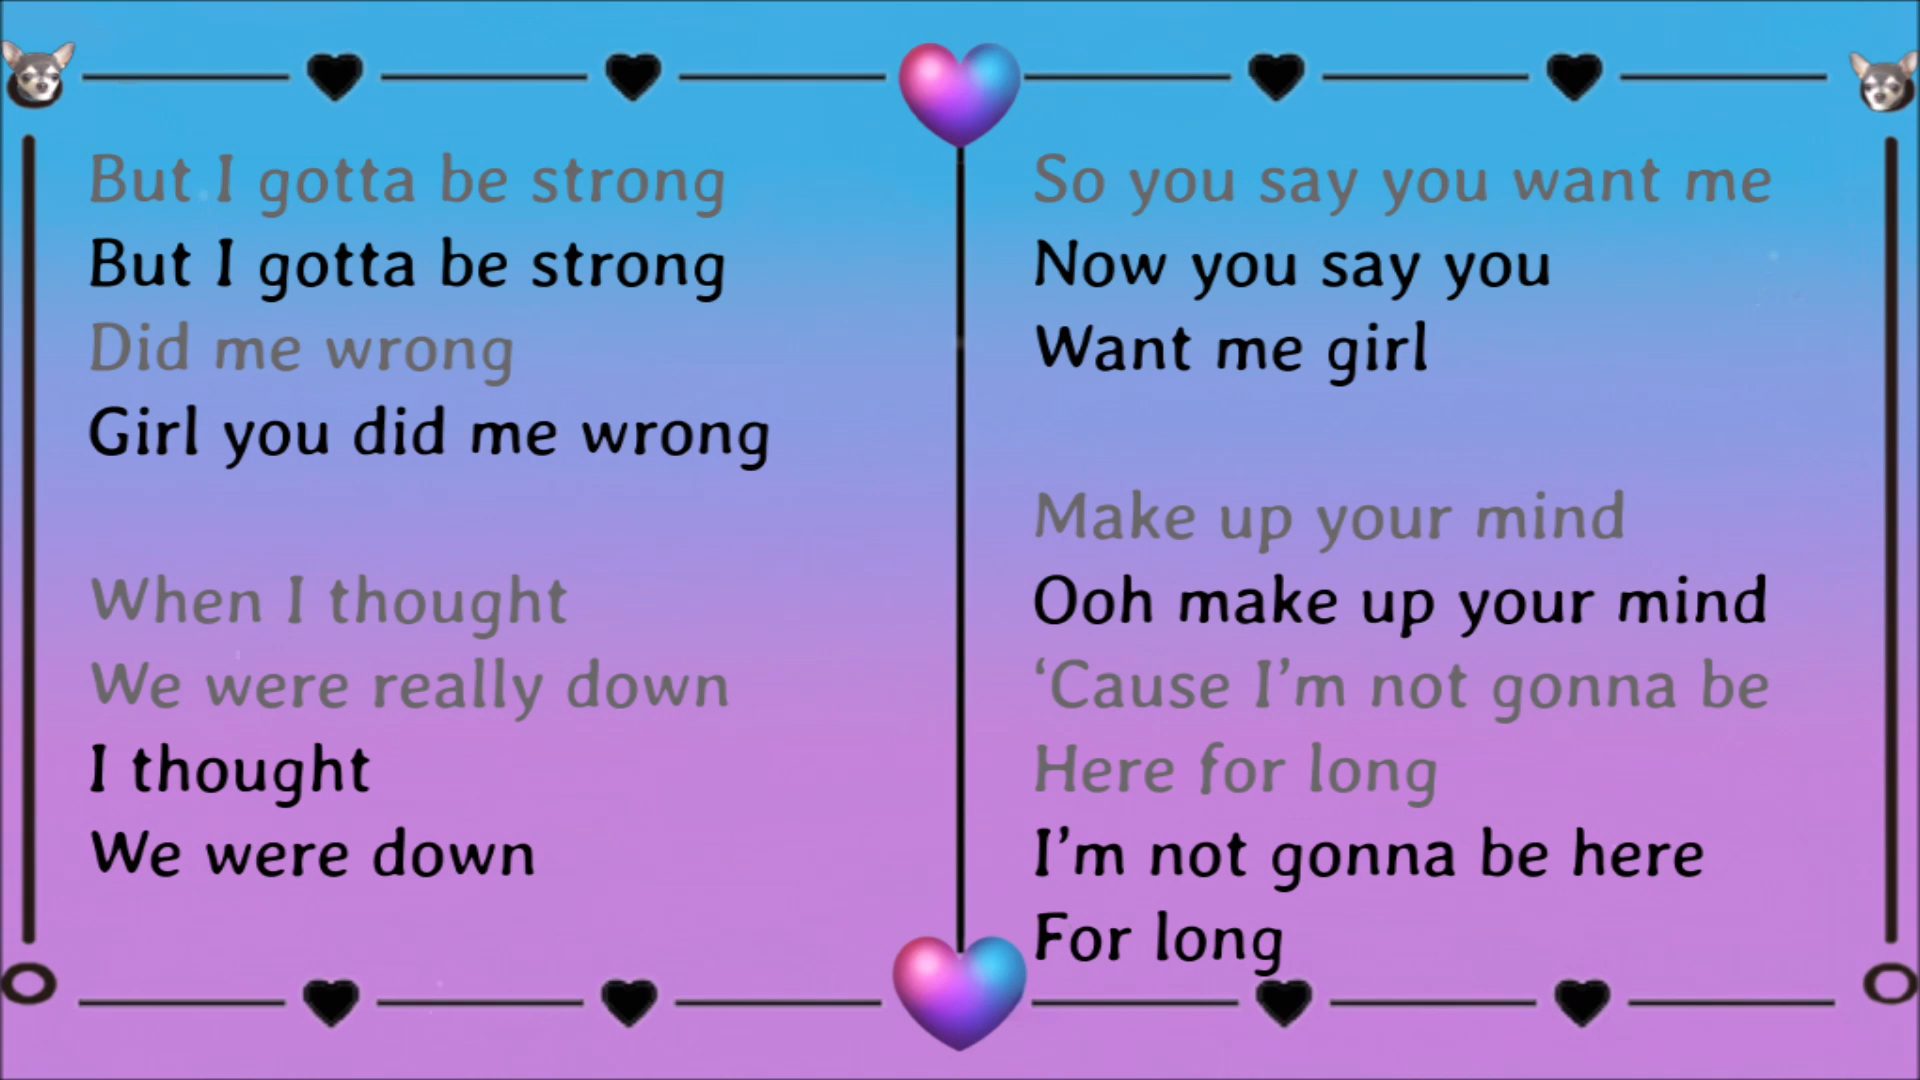 But I gotta be strong
But I gotta be strong
Did me wrong
Girl you did me wrong
When I thought
We were really down
I thought
We were down
So you say you want me
Now you say you
Want me girl
Make up your mind
Ooh make up your mind
‘Cause I’m not gonna be
Here for long
I’m not gonna be here
For long